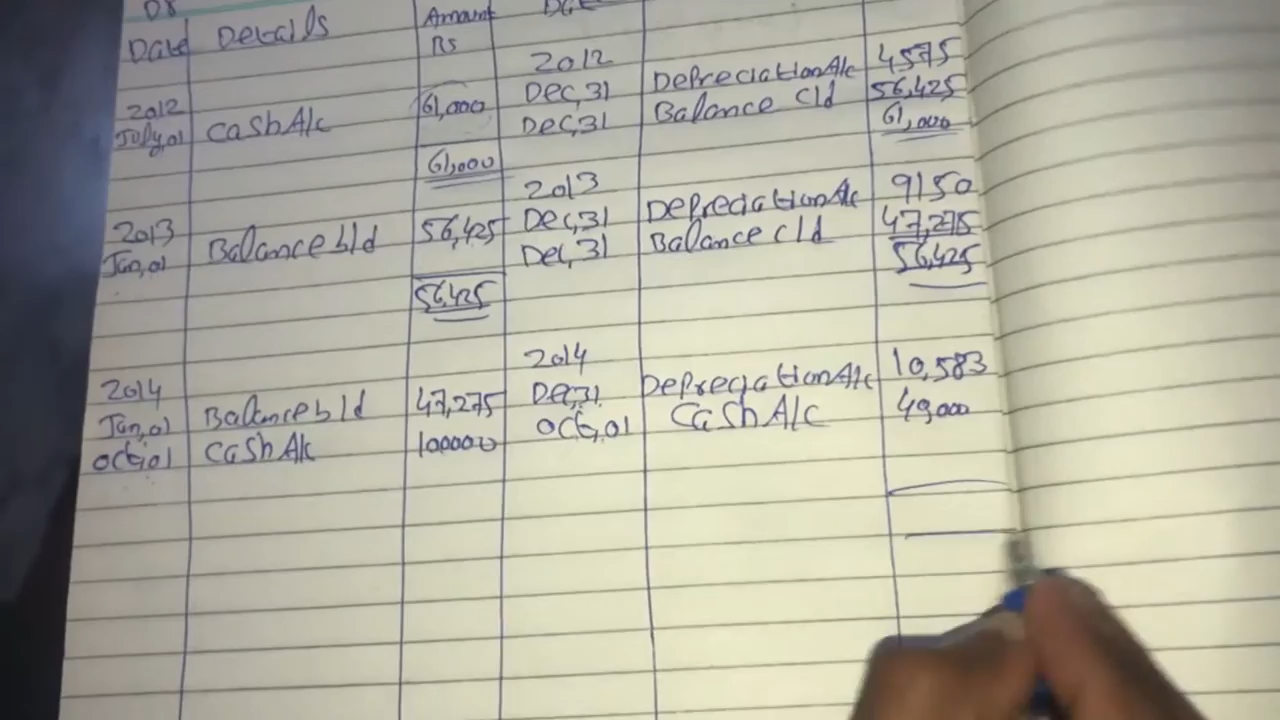 DR
Date Details Amount Date
Rs
2012 2012 Depreciation A/c 4575
July,01 Cash A/c 61,000 Dec,31 Balance c/d 56,425
Dec,31 61,000
61,000
2013 2013 Depreciation A/c 9150
Jan,01 Balance b/d 56,425 Dec,31 Balance c/d 47,275
Dec,31 56,425
56,425
2014 2014
Jan,01 Balance b/d 47,275 Dec,31 Depreciation A/c 10,583
Oct,01 Cash A/c 100000 Oct,01 Cash A/c 49,000